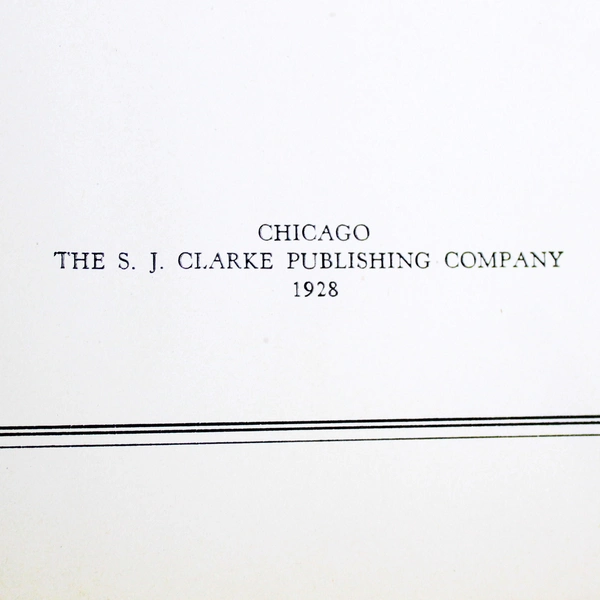 CHICAGO
THE S. J. CLARKE PUBLISHING COMPANY
1928